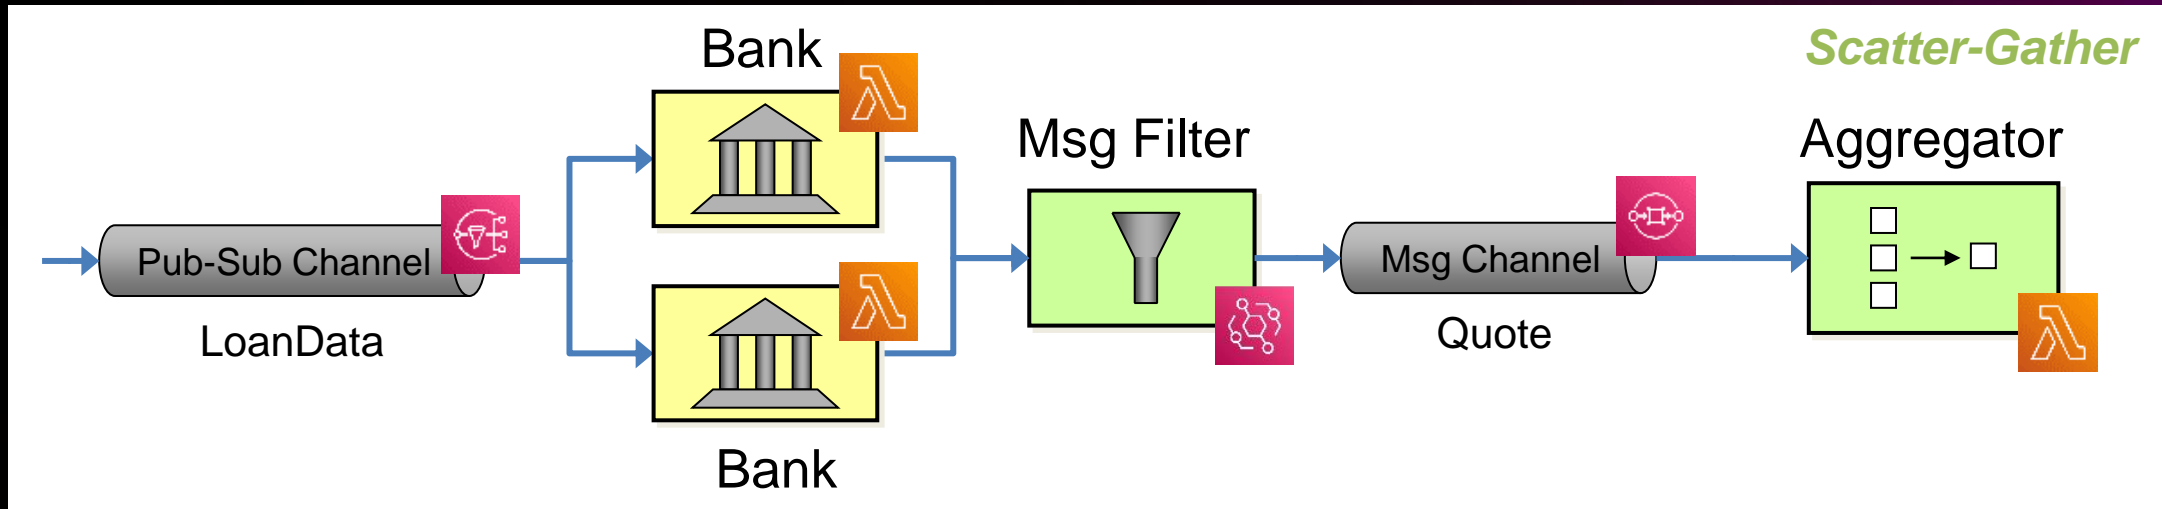 Scatter-Gather
Bank
Msg Filter
Aggregator
Pub-Sub Channel
Msg Channel
LoanData
Quote
Bank